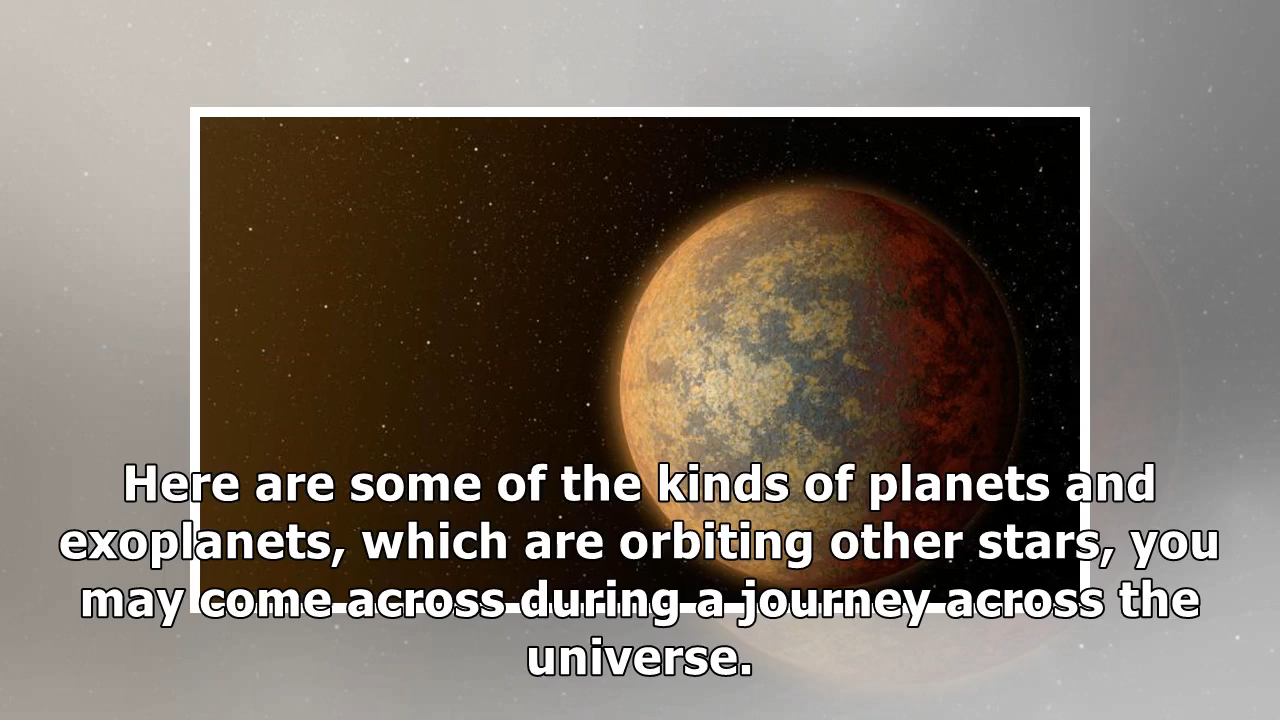 Here are some of the kinds of planets and
exoplanets, which are orbiting other stars, you
may come across during a journey across the
universe.